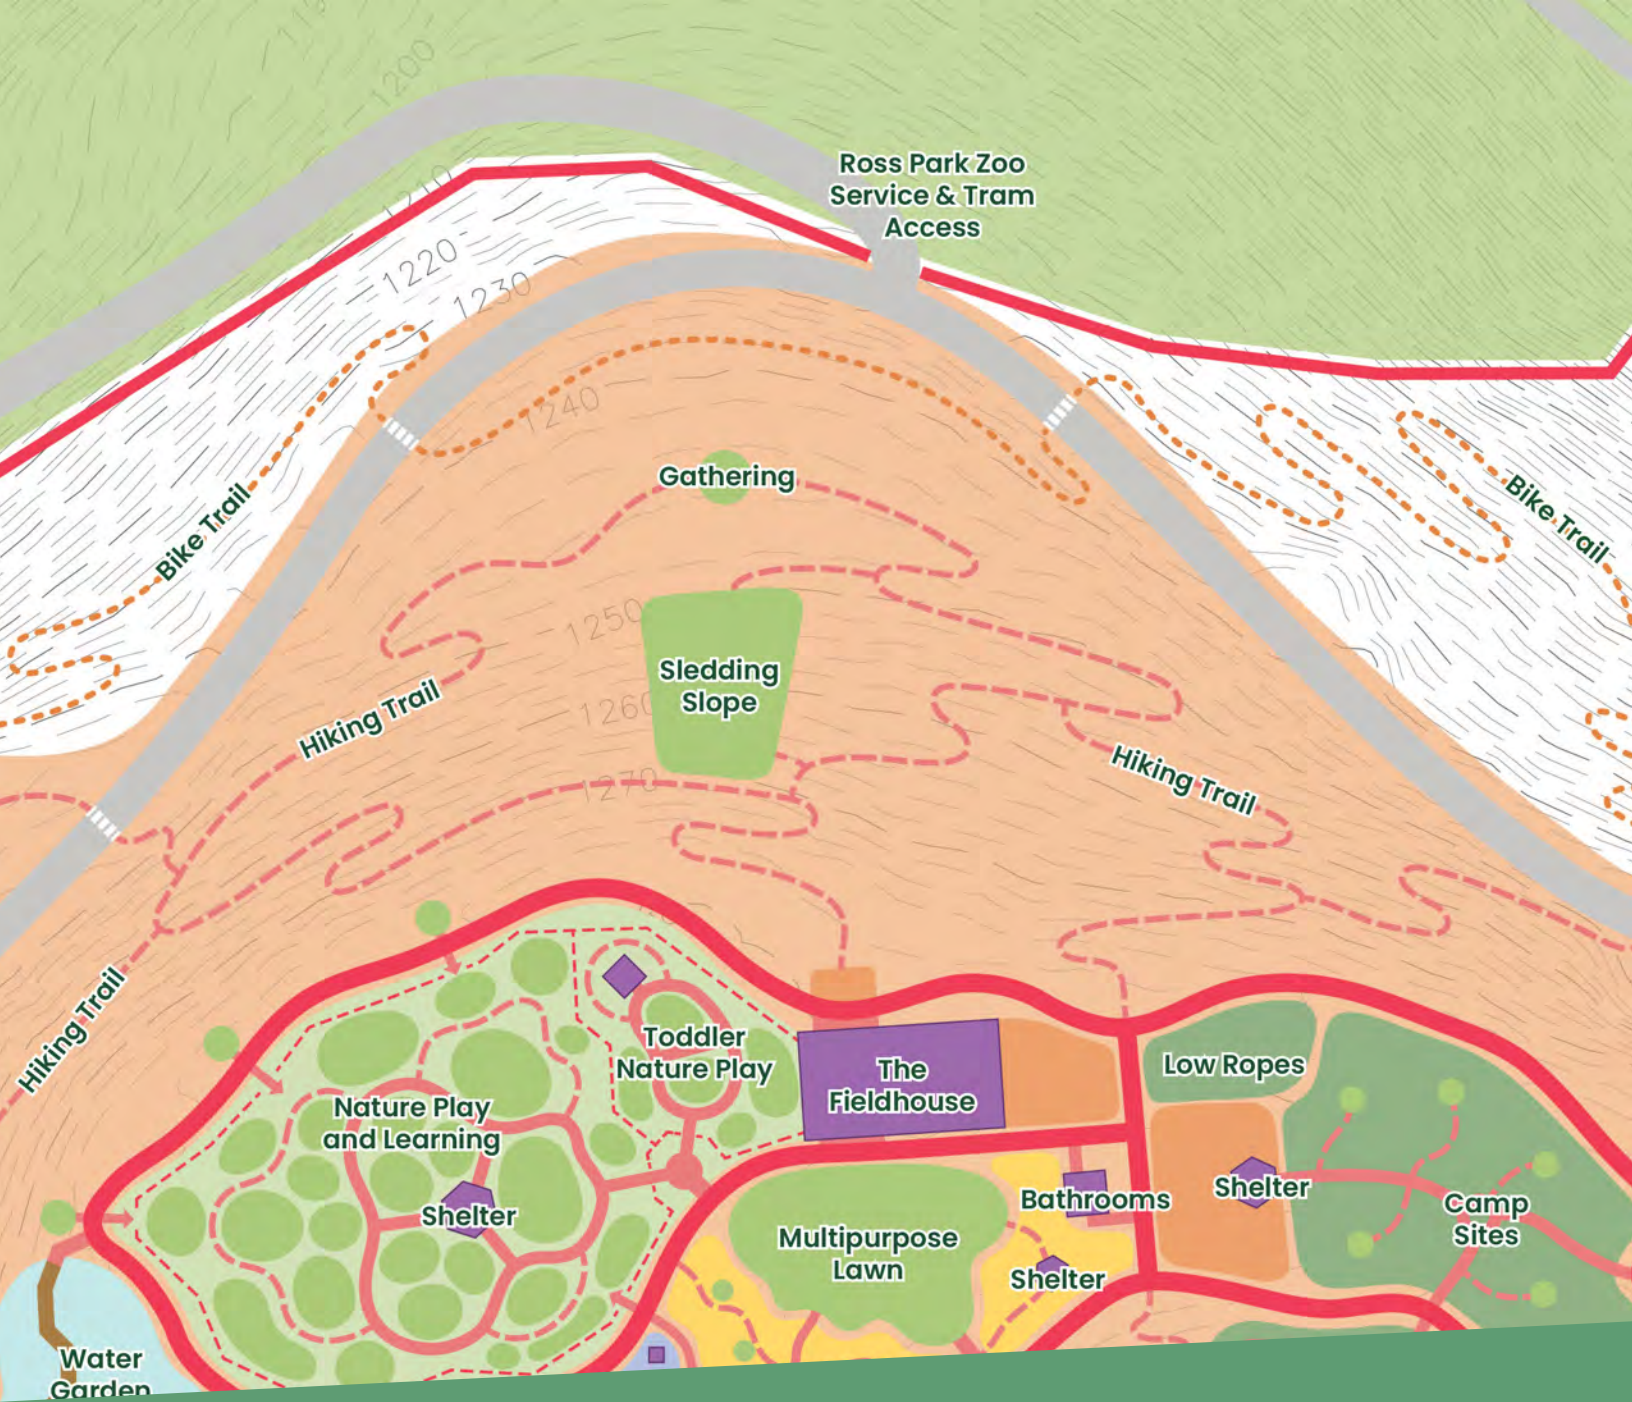 1200
1210
Ross Park Zoo
Service & Tram
Access
1220
1230
1240
Gathering
Bike Trail
Bike Trail
1250
Sledding
Slope
1260
Hiking Trail
Hiking Trail
1270
Hiking Trail
Toddler
Nature Play
The
Fieldhouse
Low Ropes
Nature Play
and Learning
Shelter
Bathrooms
Shelter
Camp
Sites
Multipurpose
Lawn
Shelter
Water
Garden